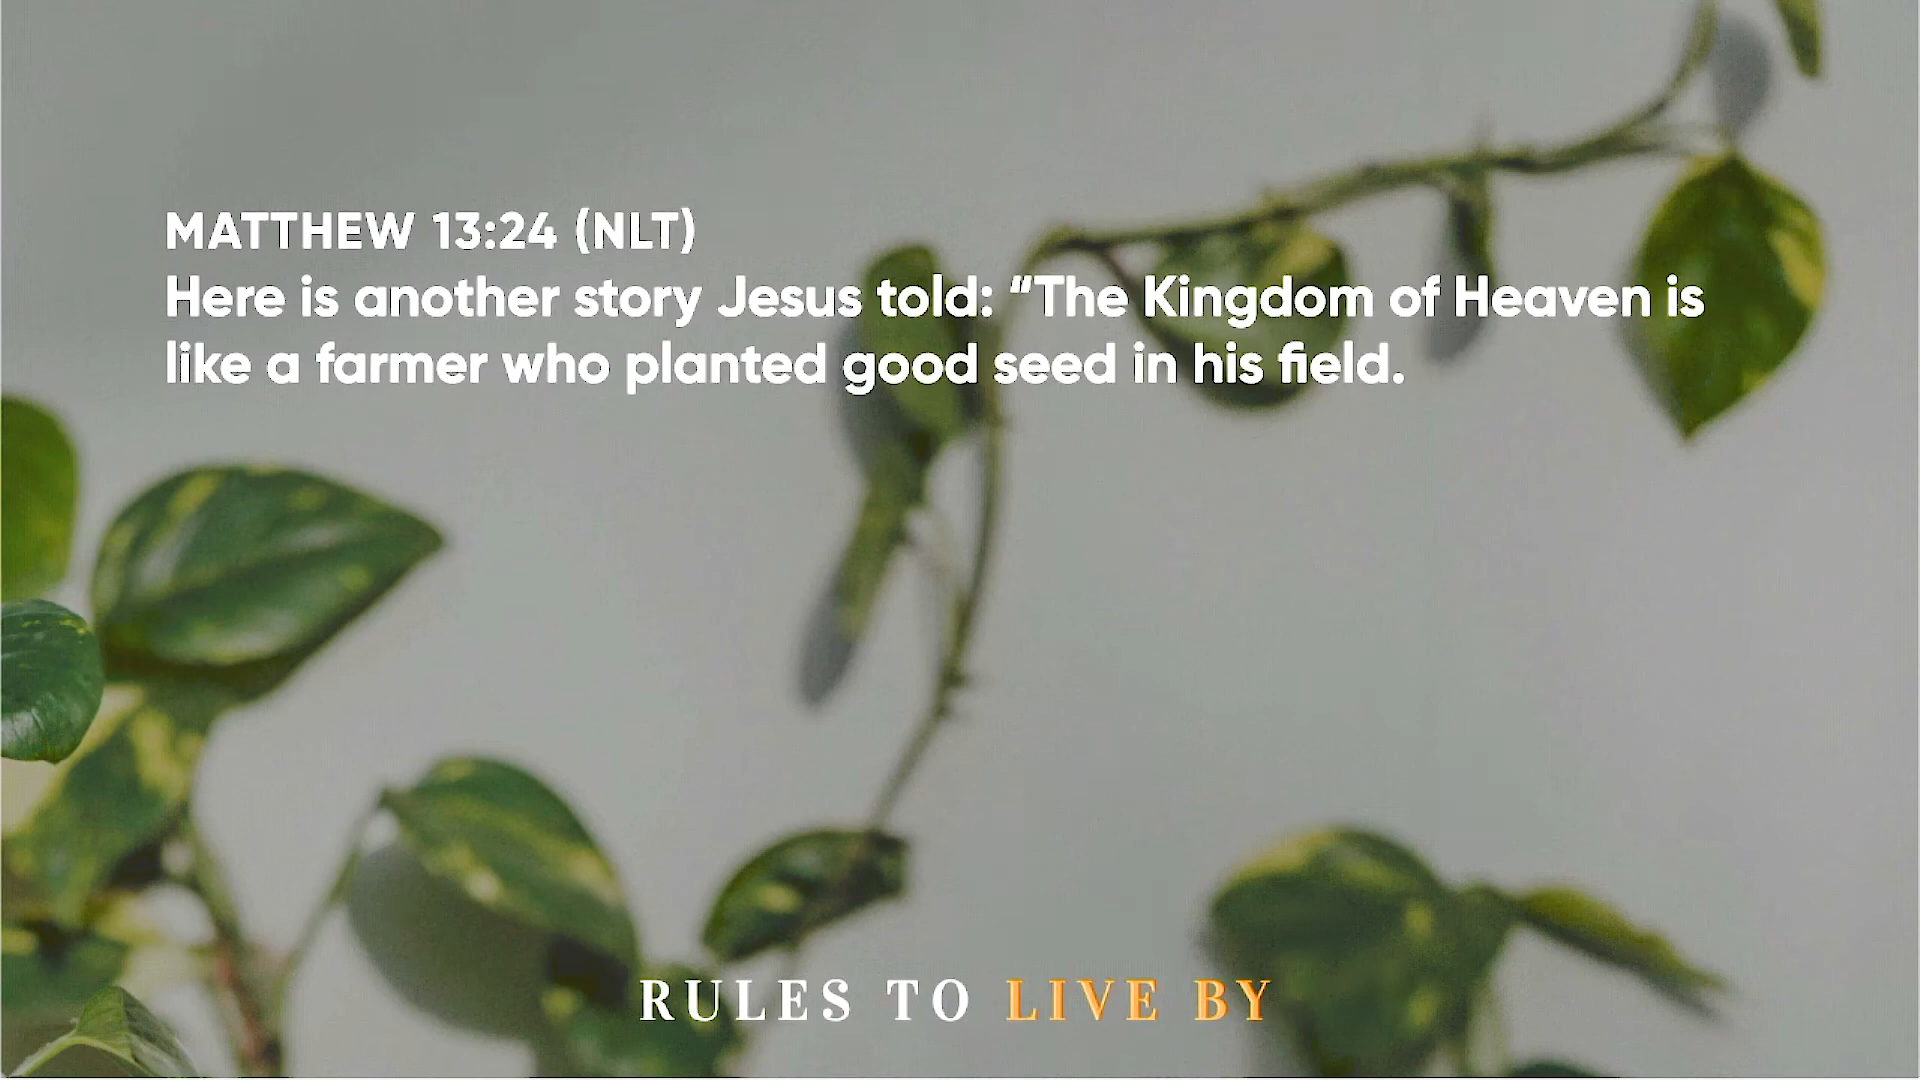 MATTHEW 13:24 (NLT)
Here is another story Jesus told: “The Kingdom of Heaven is
like a farmer who planted good seed in his field.
RULES TO LIVE BY